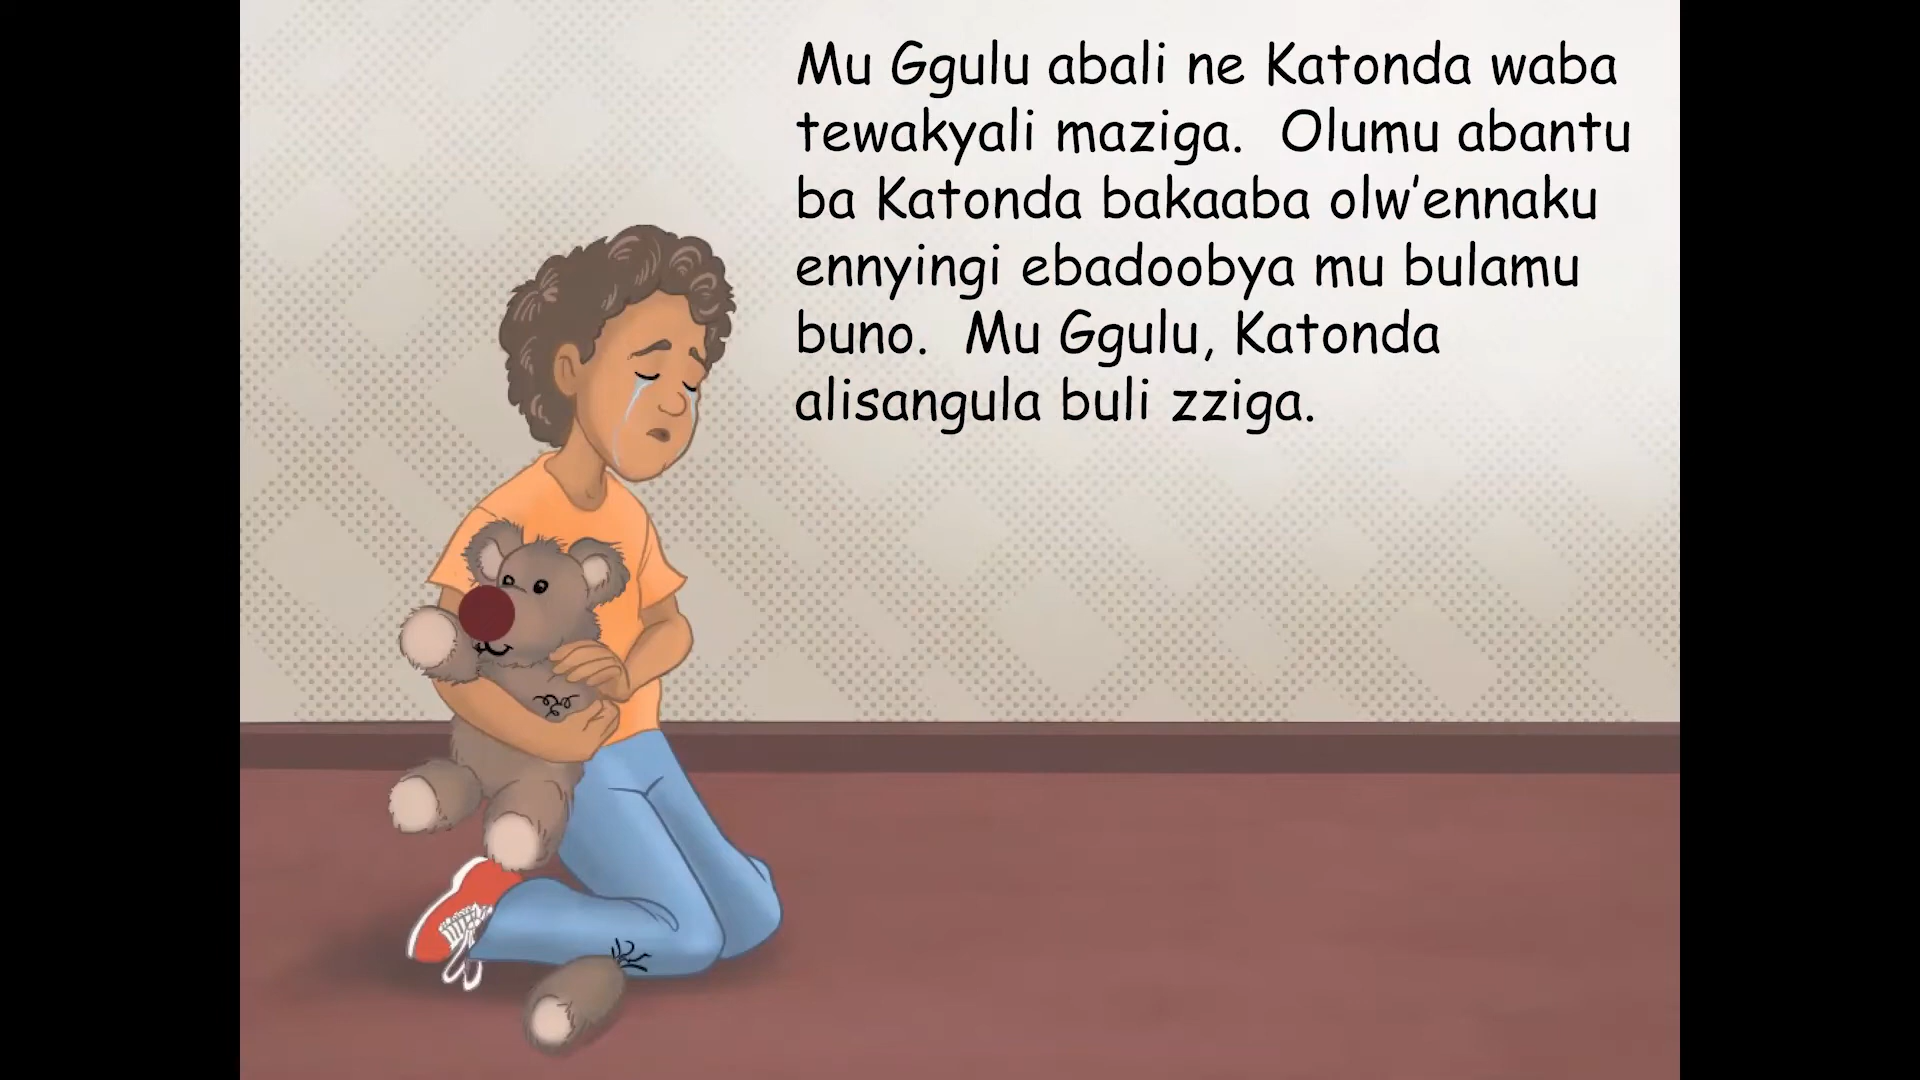 Mu Ggulu abali ne Katonda waba
tewakyali maziga.  Olumu abantu
ba Katonda bakaaba olw’ennaku
ennyingi ebadoobya mu bulamu
buno.  Mu Ggulu, Katonda
alisangula buli zziga.